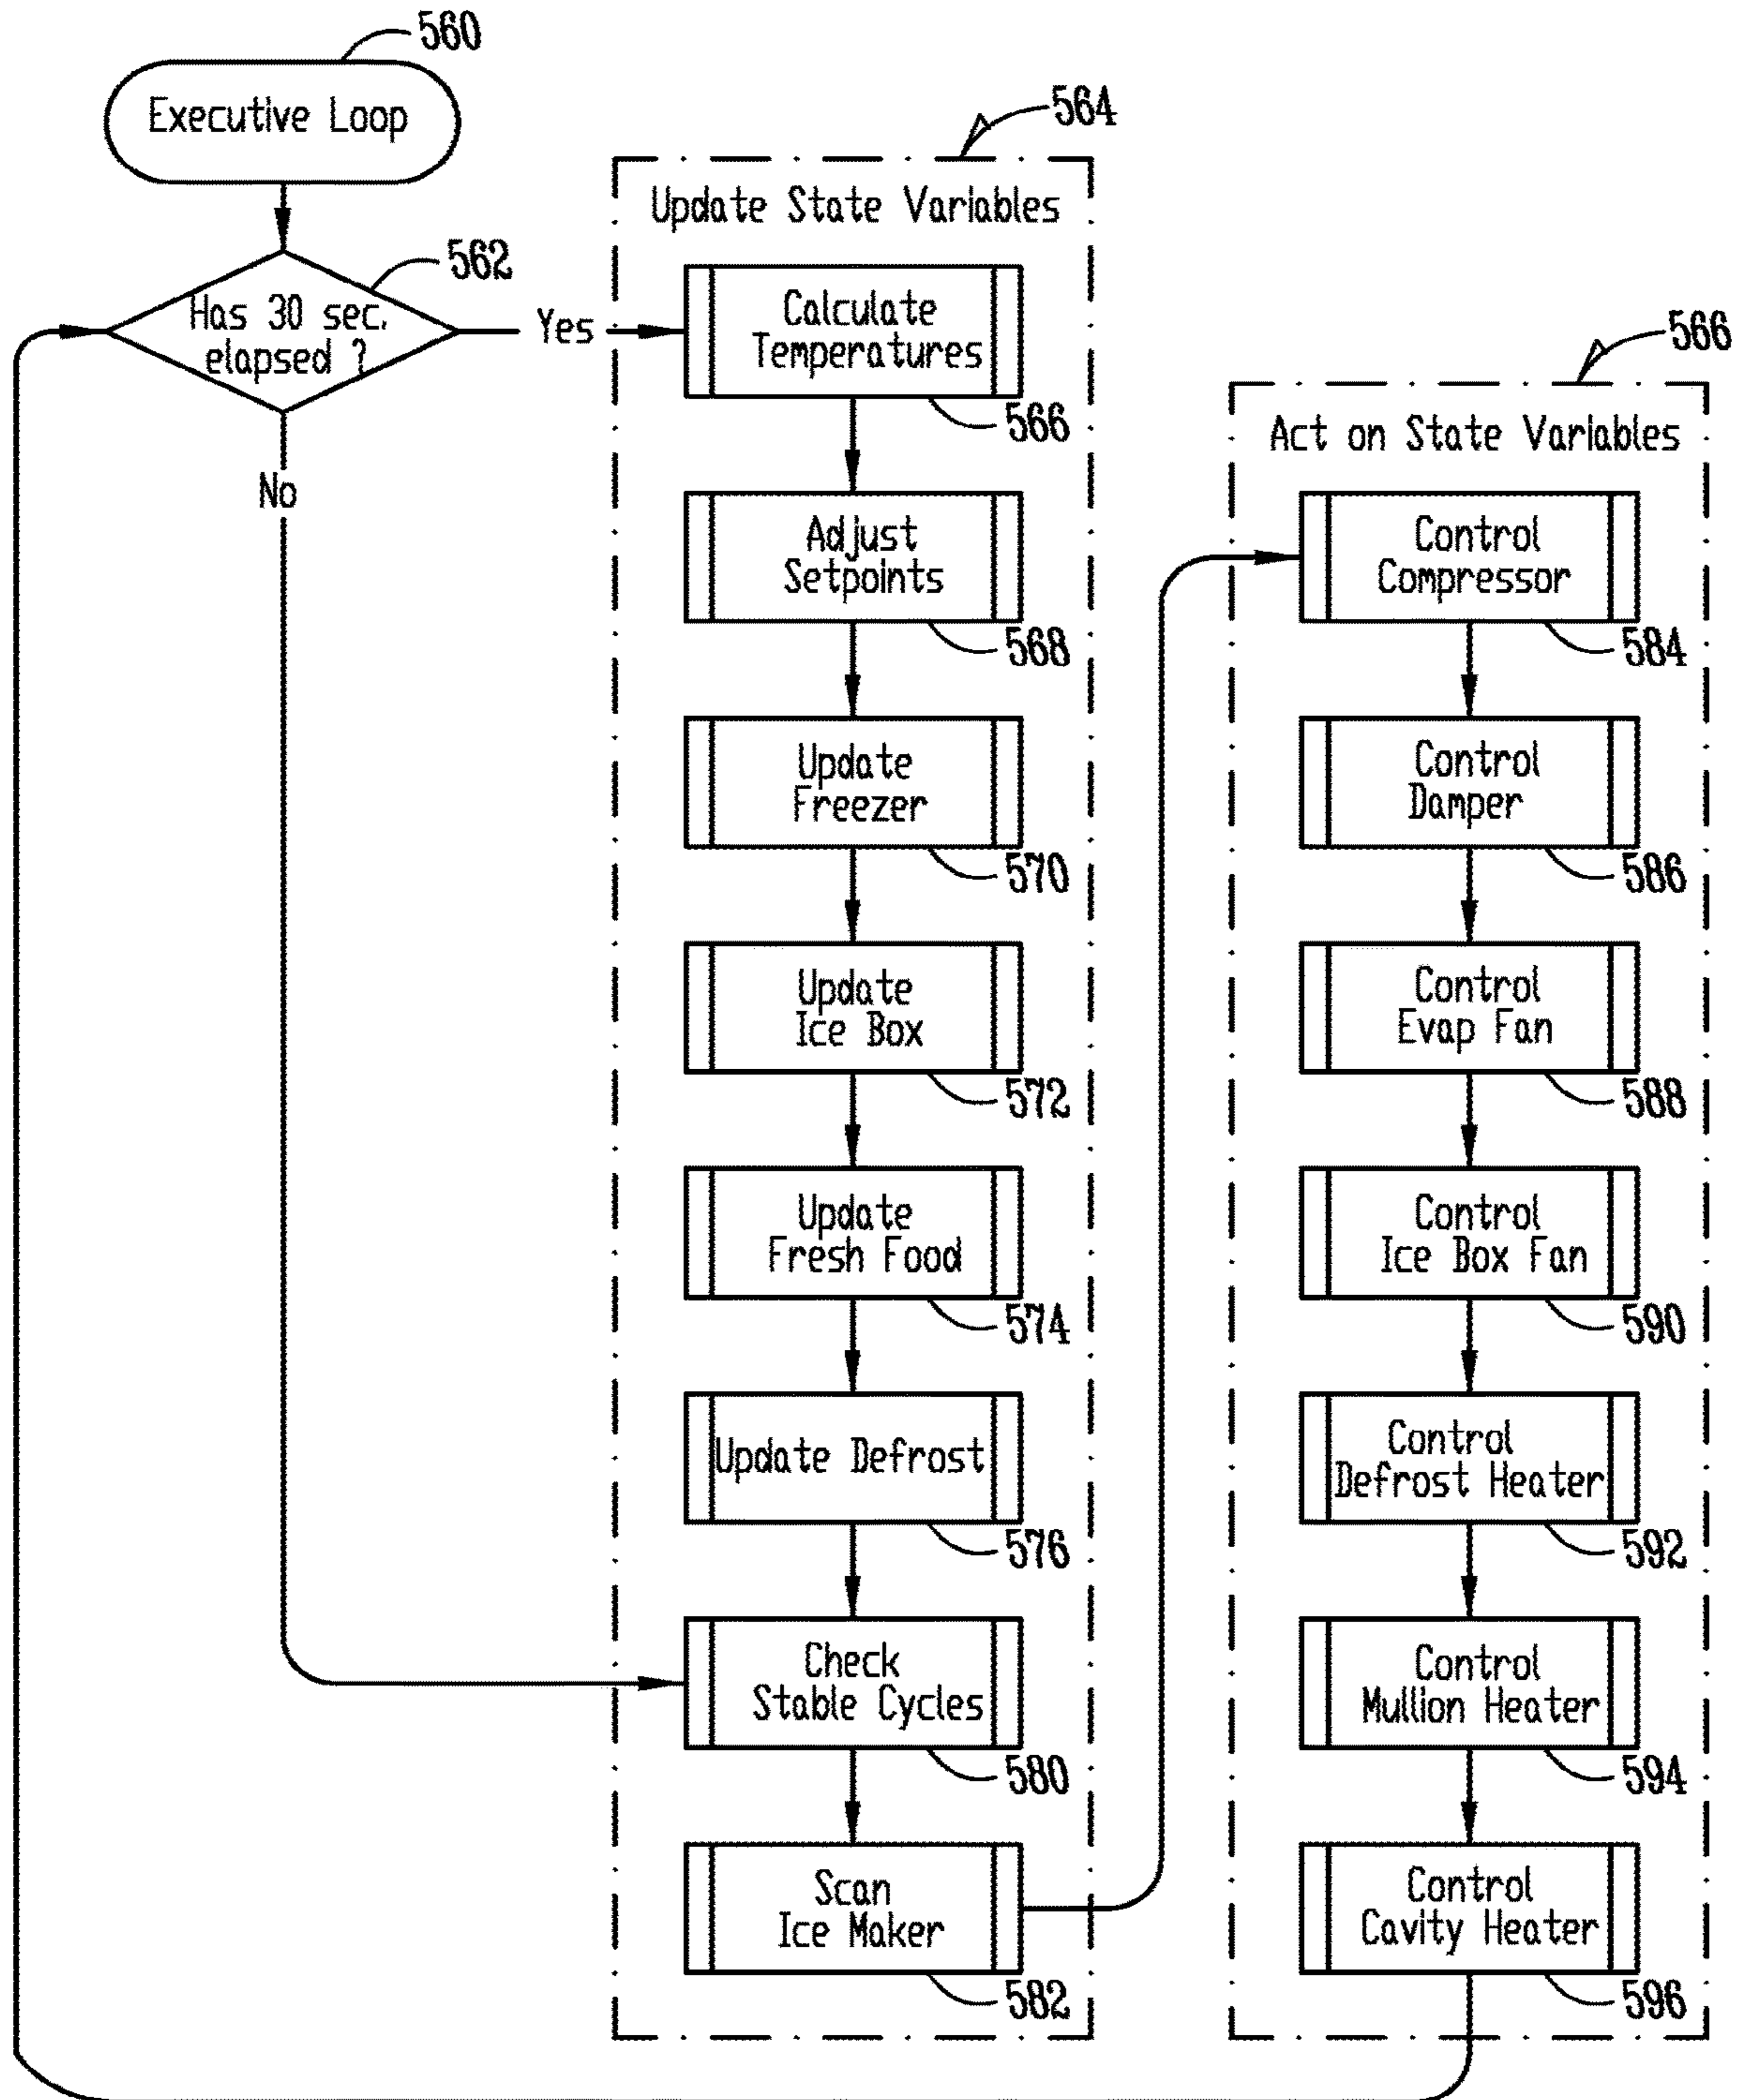 560
Executive Loop
562
Has 30 sec.
elapsed ?
Yes
No
564
Update State Variables
Calculate
Temperatures
566
Adjust
Setpoints
568
Update
Freezer
570
Update
Ice Box
572
Update
Fresh Food
574
Update Defrost
576
Check
Stable Cycles
580
Scan
Ice Maker
582
566
Act on State Variables
Control
Compressor
584
Control
Damper
586
Control
Evap Fan
588
Control
Ice Box Fan
590
Control
Defrost Heater
592
Control
Mullion Heater
594
Control
Cavity Heater
596